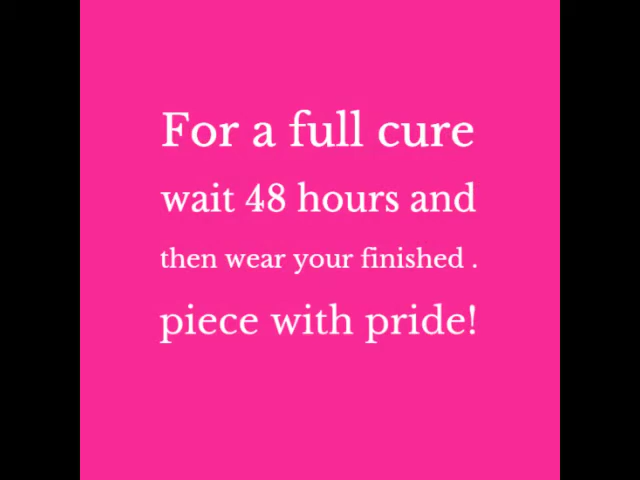 For a full cure
wait 48 hours and
then wear your finished .
piece with pride!